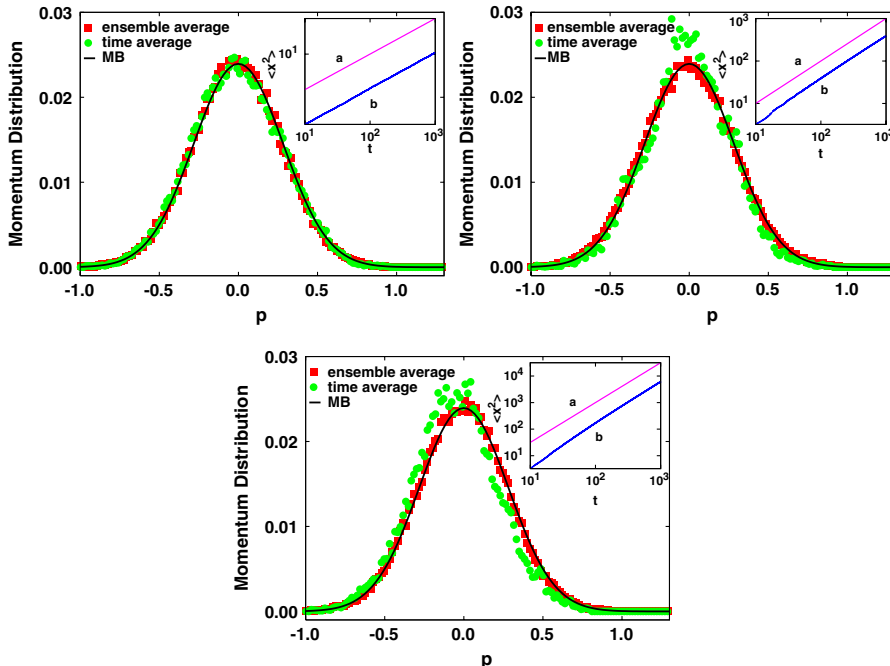 ensemble average
time average
MB
Momentum Distribution
0.03
0.02
0.01
0.00
-1.0 -0.5 0.0 0.5 1.0
p
<x²>
10¹
a
b
10¹ 10² 10³
t
ensemble average
time average
MB
Momentum Distribution
0.03
0.02
0.01
0.00
-1.0 -0.5 0.0 0.5 1.0
p
<x²>
10³
10²
10¹
a
b
10¹ 10² 10³
t
ensemble average
time average
MB
Momentum Distribution
0.03
0.02
0.01
0.00
-1.0 -0.5 0.0 0.5 1.0
p
<x²>
10⁴
10³
10²
10¹
a
b
10¹ 10² 10³
t